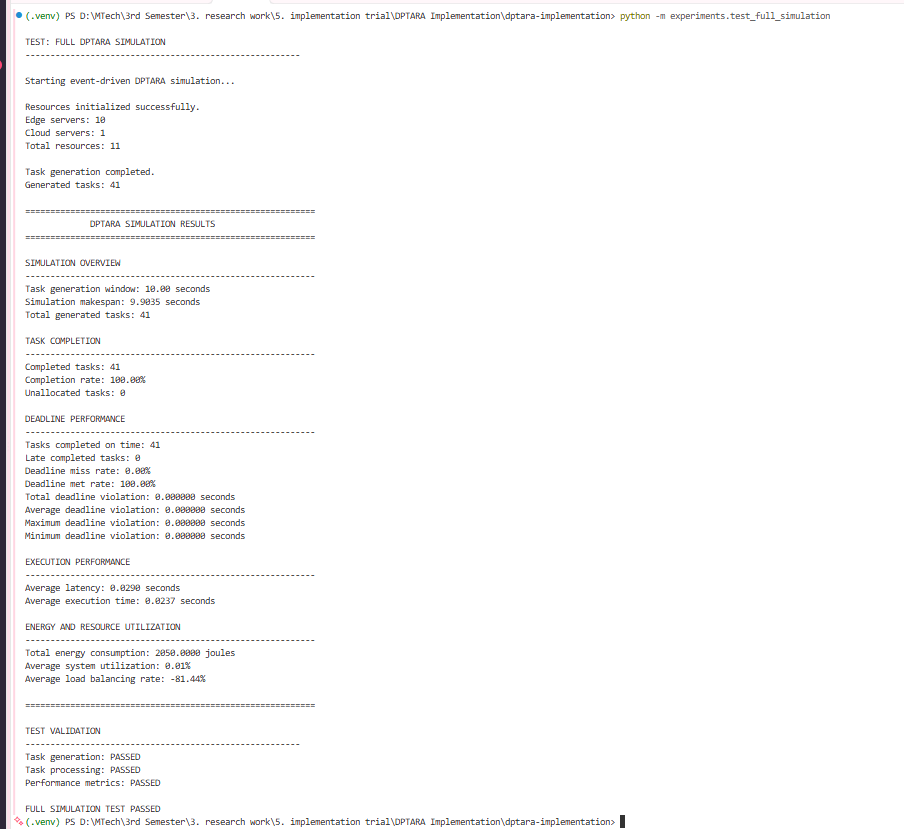 (.venv) PS D:\MTech\3rd Semester\3. research work\5. implementation trial\DPTARA Implementation\dptara-implementation> python -m experiments.test_full_simulation
TEST: FULL DPTARA SIMULATION
-------------------------------------------------------
Starting event-driven DPTARA simulation...
Resources initialized successfully.
Edge servers: 10
Cloud servers: 1
Total resources: 11
Task generation completed.
Generated tasks: 41
==========================================================
DPTARA SIMULATION RESULTS
==========================================================
SIMULATION OVERVIEW
----------------------------------------------------------
Task generation window: 10.00 seconds
Simulation makespan: 9.9035 seconds
Total generated tasks: 41
TASK COMPLETION
----------------------------------------------------------
Completed tasks: 41
Completion rate: 100.00%
Unallocated tasks: 0
DEADLINE PERFORMANCE
----------------------------------------------------------
Tasks completed on time: 41
Late completed tasks: 0
Deadline miss rate: 0.00%
Deadline met rate: 100.00%
Total deadline violation: 0.000000 seconds
Average deadline violation: 0.000000 seconds
Maximum deadline violation: 0.000000 seconds
Minimum deadline violation: 0.000000 seconds
EXECUTION PERFORMANCE
----------------------------------------------------------
Average latency: 0.0290 seconds
Average execution time: 0.0237 seconds
ENERGY AND RESOURCE UTILIZATION
----------------------------------------------------------
Total energy consumption: 2050.0000 joules
Average system utilization: 0.01%
Average load balancing rate: -81.44%
==========================================================
TEST VALIDATION
-------------------------------------------------------
Task generation: PASSED
Task processing: PASSED
Performance metrics: PASSED
FULL SIMULATION TEST PASSED
(.venv) PS D:\MTech\3rd Semester\3. research work\5. implementation trial\DPTARA Implementation\dptara-implementation>